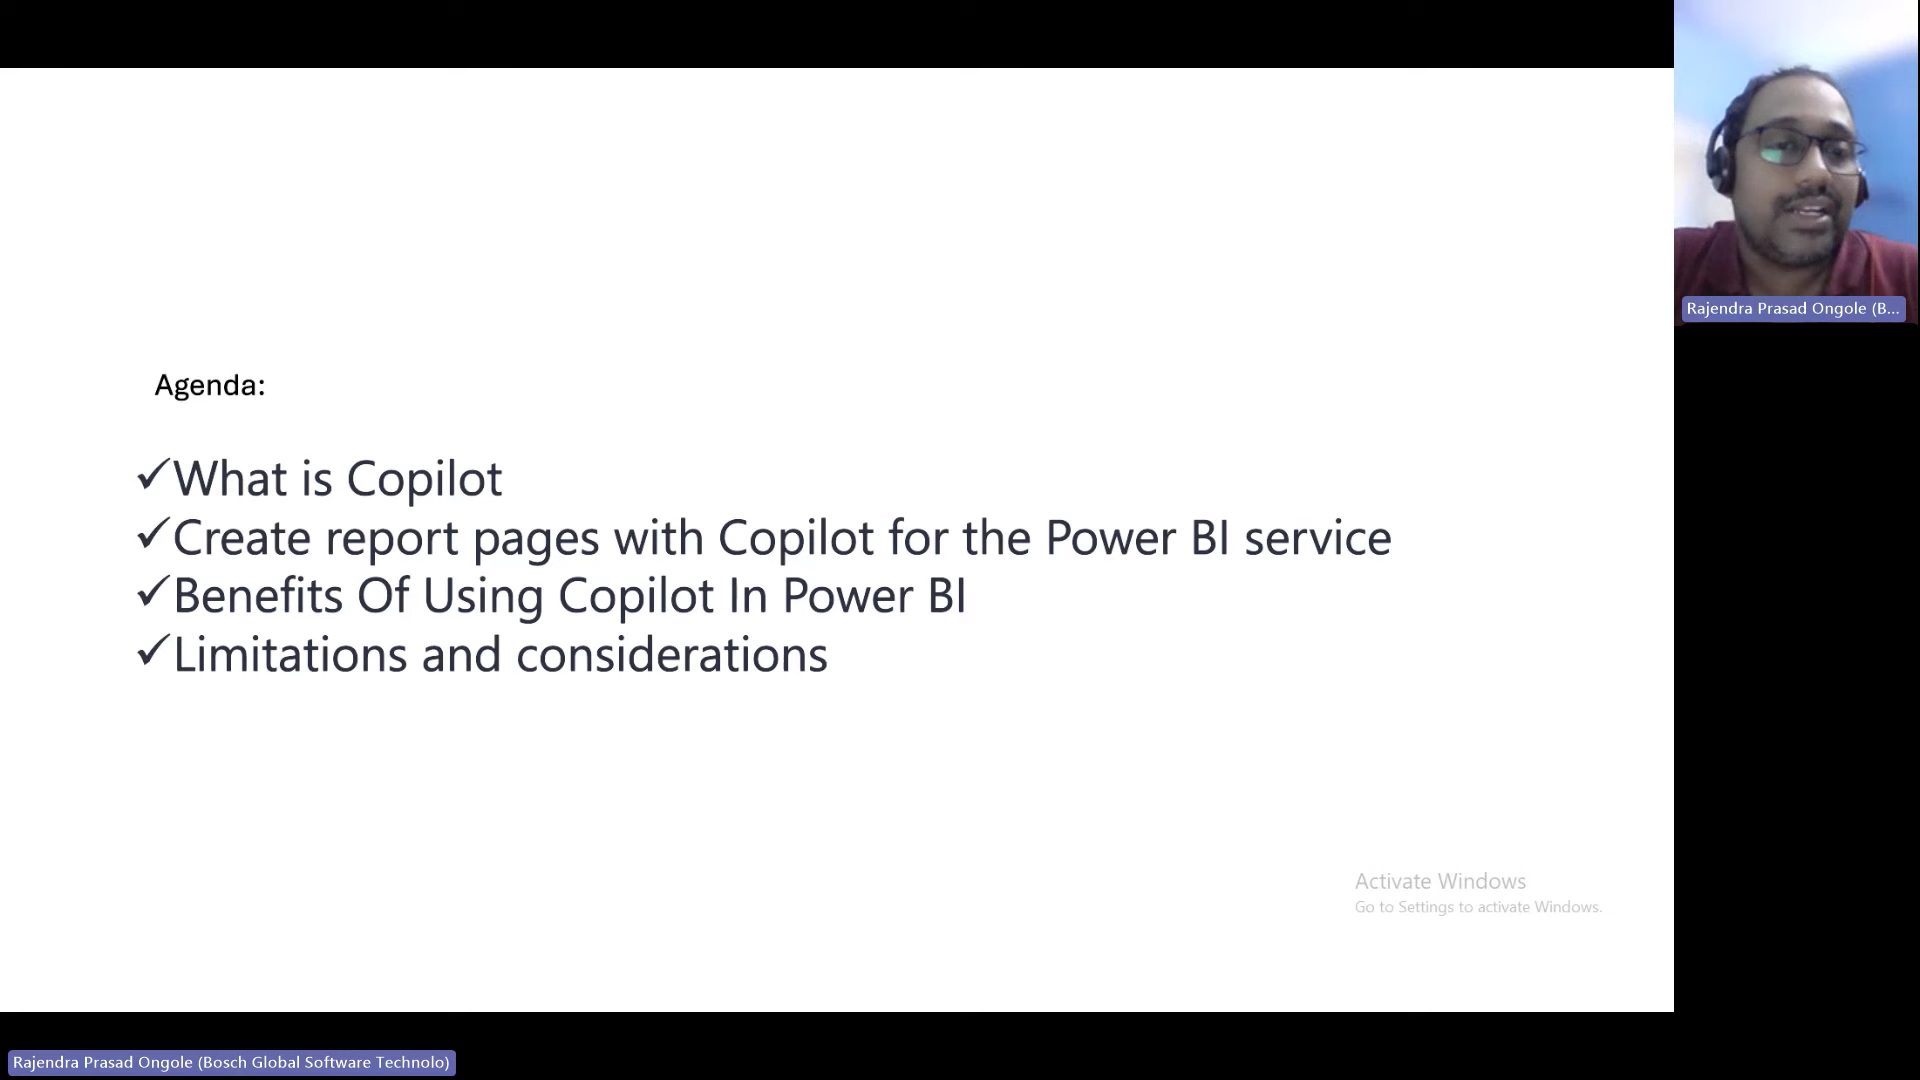 Agenda:
✓What is Copilot
✓Create report pages with Copilot for the Power BI service
✓Benefits Of Using Copilot In Power BI
✓Limitations and considerations
Activate Windows
Go to Settings to activate Windows.
Rajendra Prasad Ongole (B...
Rajendra Prasad Ongole (Bosch Global Software Technolo)